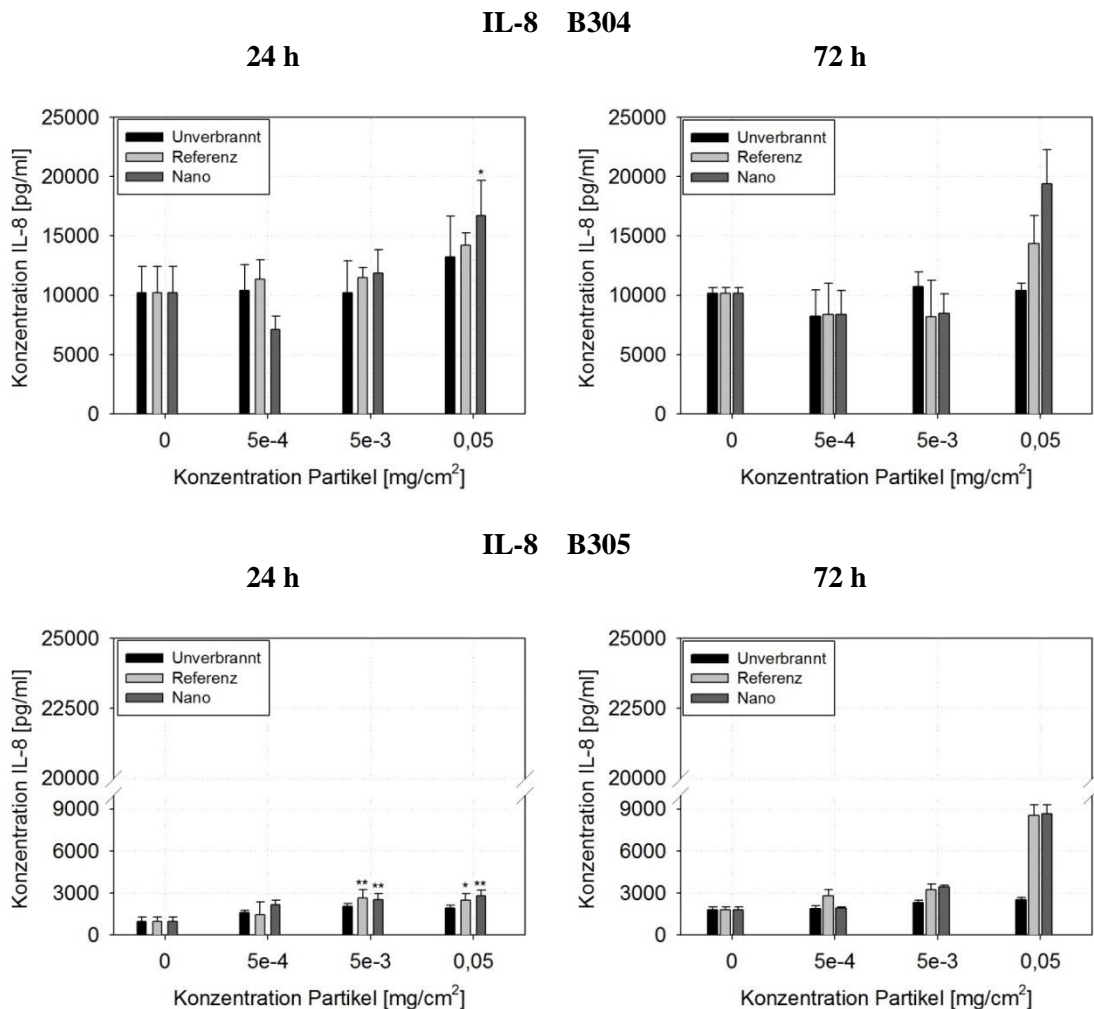 IL-8 B304
24 h
72 h
Konzentration IL-8 [pg/ml]
25000
20000
15000
10000
5000
0
Unverbrannt
Referenz
Nano
*
0 5e-4 5e-3 0,05
Konzentration Partikel [mg/cm²]
Konzentration IL-8 [pg/ml]
25000
20000
15000
10000
5000
0
Unverbrannt
Referenz
Nano
0 5e-4 5e-3 0,05
Konzentration Partikel [mg/cm²]
IL-8 B305
24 h
72 h
Konzentration IL-8 [pg/ml]
25000
22500
20000
9000
6000
3000
0
Unverbrannt
Referenz
Nano
** ** * **
0 5e-4 5e-3 0,05
Konzentration Partikel [mg/cm²]
Konzentration IL-8 [pg/ml]
25000
22500
20000
9000
6000
3000
0
Unverbrannt
Referenz
Nano
0 5e-4 5e-3 0,05
Konzentration Partikel [mg/cm²]